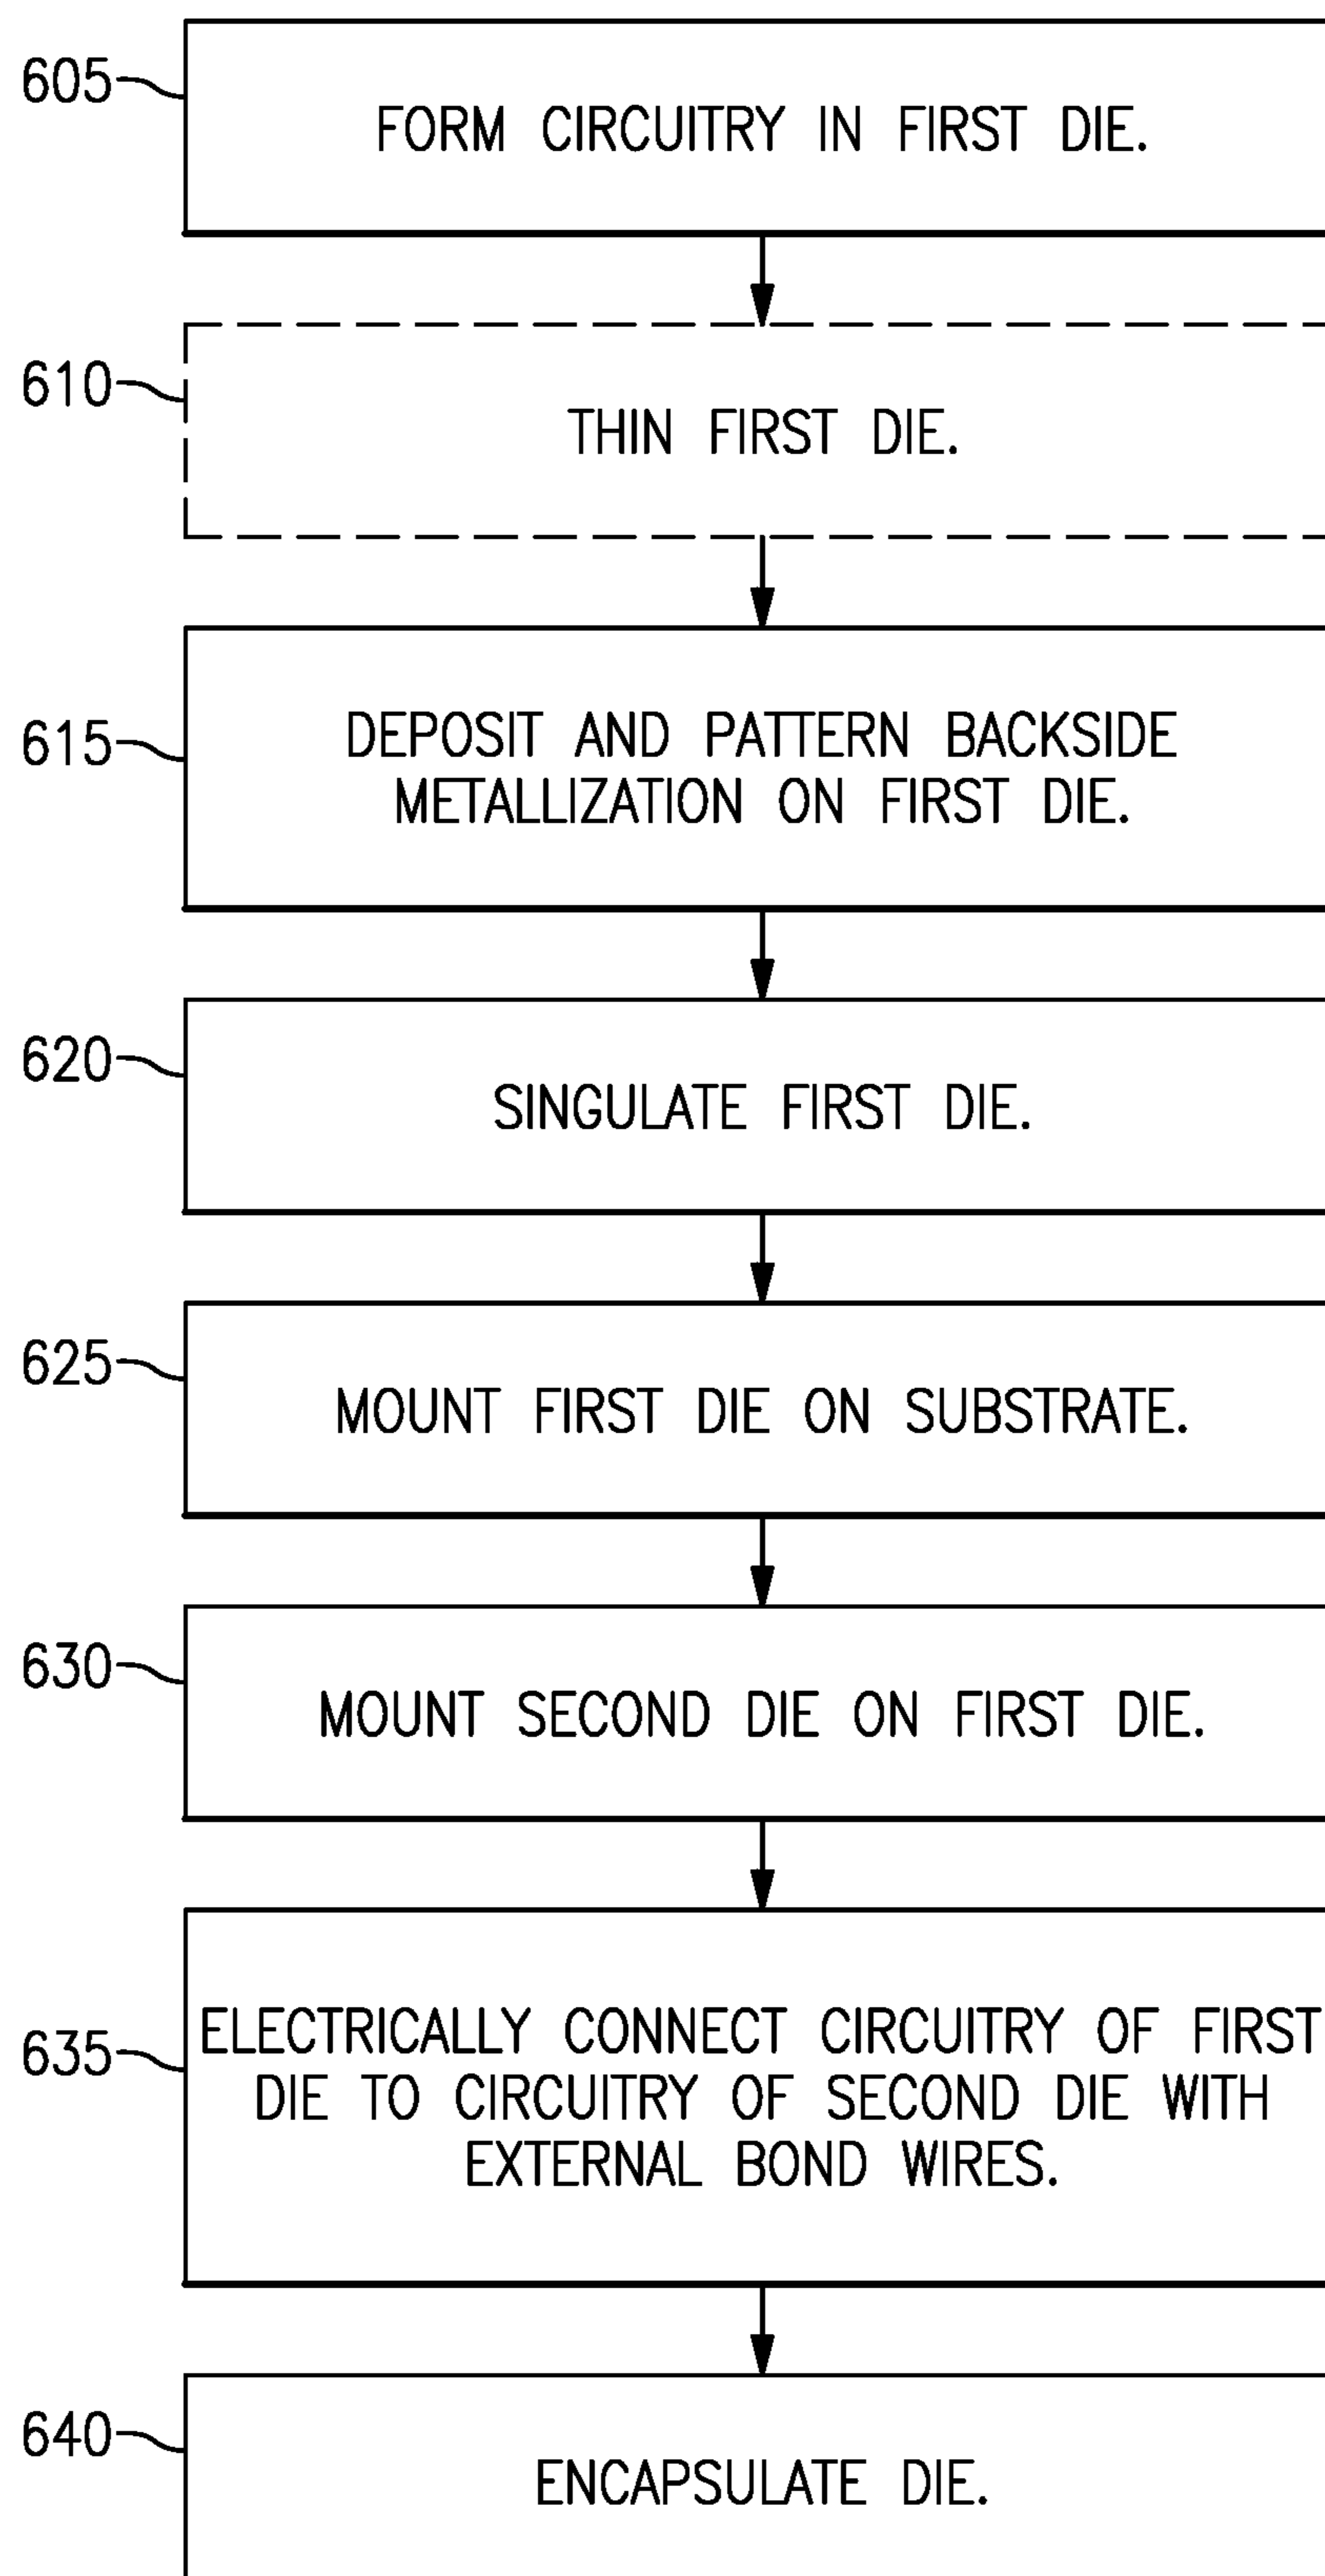 605
FORM CIRCUITRY IN FIRST DIE.
610
THIN FIRST DIE.
615
DEPOSIT AND PATTERN BACKSIDE
METALLIZATION ON FIRST DIE.
620
SINGULATE FIRST DIE.
625
MOUNT FIRST DIE ON SUBSTRATE.
630
MOUNT SECOND DIE ON FIRST DIE.
635
ELECTRICALLY CONNECT CIRCUITRY OF FIRST
DIE TO CIRCUITRY OF SECOND DIE WITH
EXTERNAL BOND WIRES.
640
ENCAPSULATE DIE.